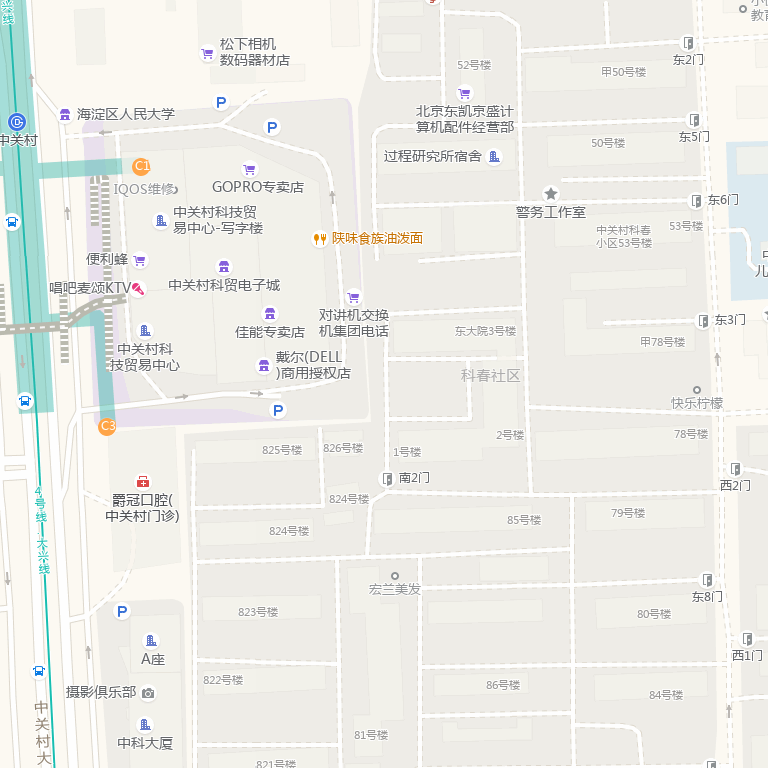 兴
线
松下相机
数码器材店
教育
东2门
52号楼
甲50号楼
P
海淀区人民大学
中关村
P
北京东凯京盛计
算机配件经营部
东5门
50号楼
C1
过程研究所宿舍
GOPRO专卖店
IQOS维修
东6门
中关村科技贸
易中心-写字楼
警务工作室
53号楼
陕味食族油泼面
中关村科春
小区53号楼
便利蜂
中关村科贸电子城
唱吧麦颂KTV
对讲机交换
机集团电话
佳能专卖店
东3门
东大院3号楼
甲78号楼
中关村科
技贸易中心
戴尔(DELL
)商用授权店
科春社区
快乐柠檬
P
C3
2号楼
78号楼
825号楼
826号楼
1号楼
南2门
西2门
4号线-大兴线
爵冠口腔(
中关村门诊)
824号楼
824号楼
85号楼
79号楼
宏兰美发
东8门
P
823号楼
80号楼
A座
西1门
822号楼
86号楼
84号楼
摄影俱乐部
中关村大
81号楼
中科大厦
821号楼